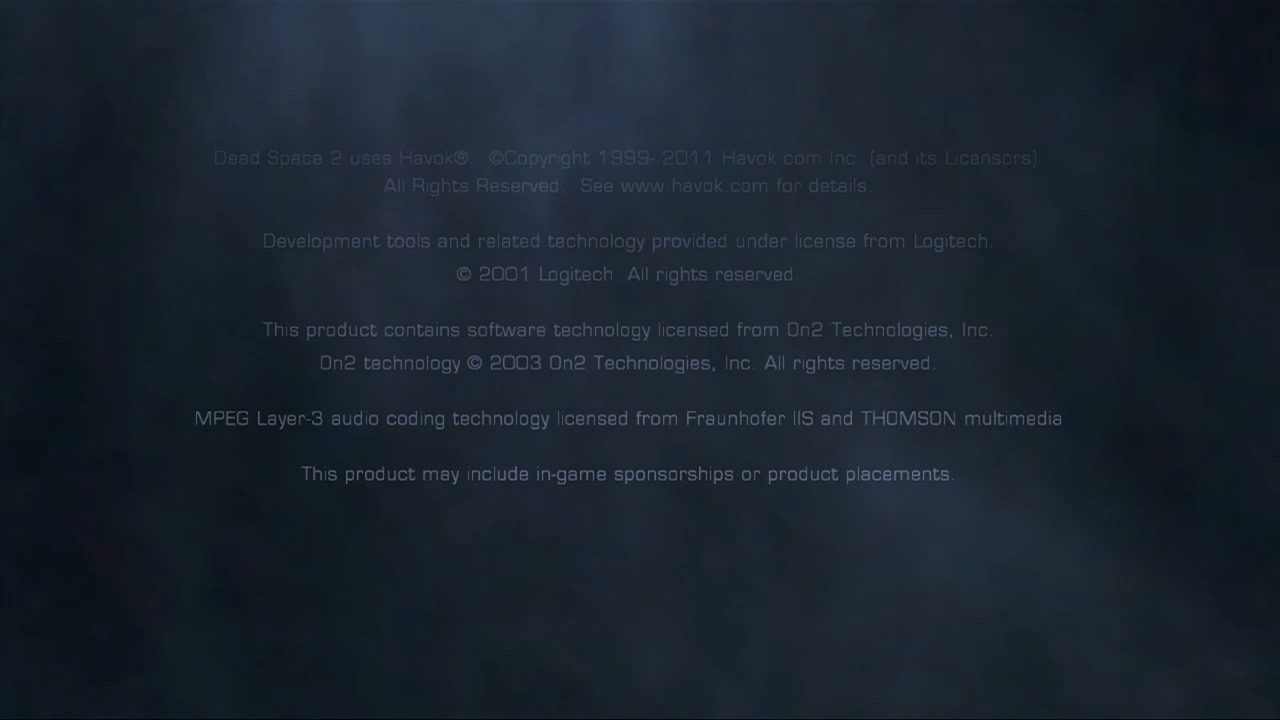 Dead Space 2 uses Havok®. ©Copyright 1999- 2011 Havok.com Inc. (and its Licensors).
All Rights Reserved. See www.havok.com for details.
Development tools and related technology provided under license from Logitech.
© 2001 Logitech. All rights reserved.
This product contains software technology licensed from On2 Technologies, Inc.
On2 technology © 2003 On2 Technologies, Inc. All rights reserved.
MPEG Layer-3 audio coding technology licensed from Fraunhofer IIS and THOMSON multimedia
This product may include in-game sponsorships or product placements.